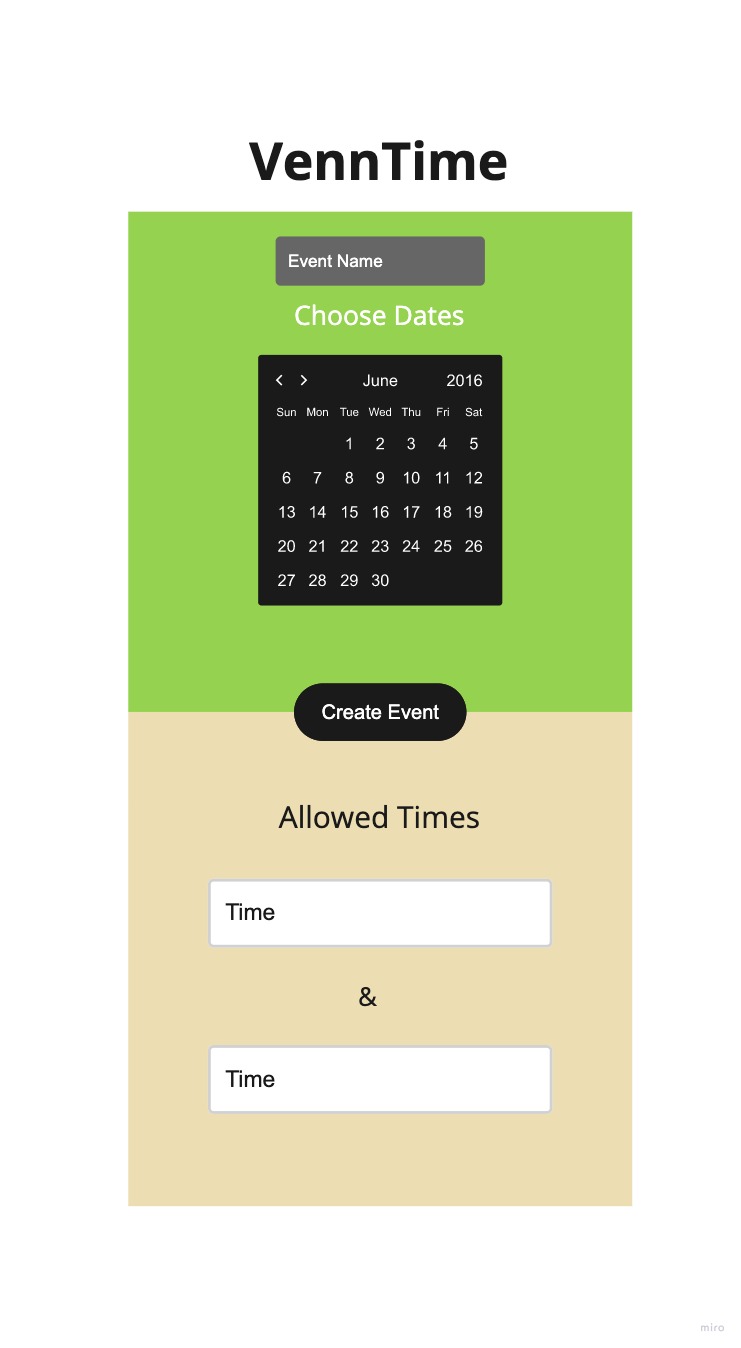 VennTime
Event Name
Choose Dates
June 2016
Sun Mon Tue Wed Thu Fri Sat
1 2 3 4 5
6 7 8 9 10 11 12
13 14 15 16 17 18 19
20 21 22 23 24 25 26
27 28 29 30
Create Event
Allowed Times
Time
&
Time
miro